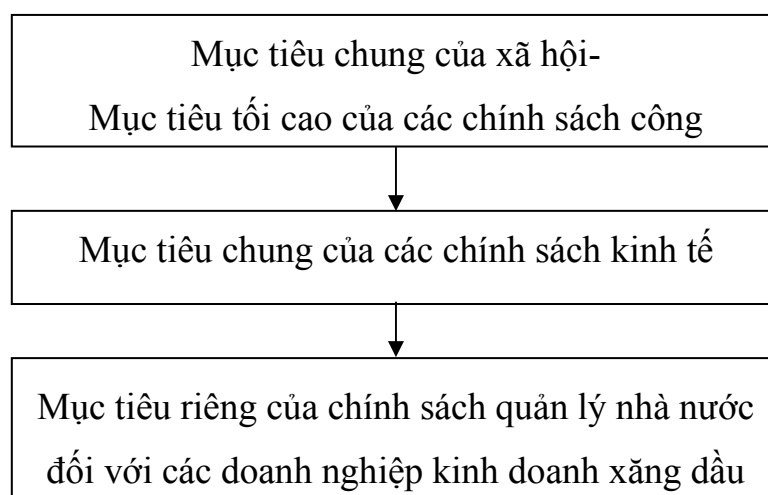 Mục tiêu chung của xã hội-
Mục tiêu tối cao của các chính sách công
Mục tiêu chung của các chính sách kinh tế
Mục tiêu riêng của chính sách quản lý nhà nước
đối với các doanh nghiệp kinh doanh xăng dầu